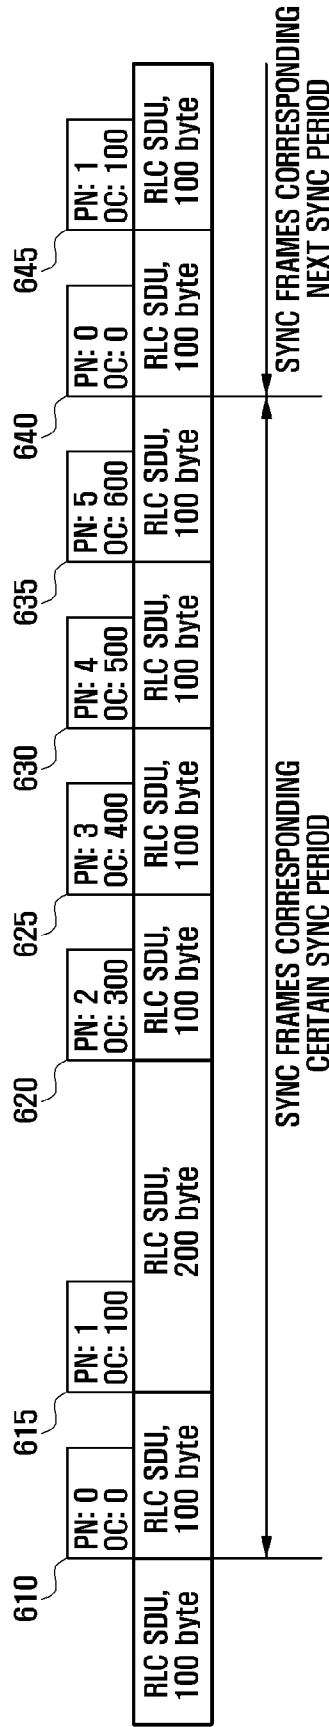 610
615
620
625
630
635
640
645
PN: 0
OC: 0
PN: 1
OC: 100
PN: 2
OC: 300
PN: 3
OC: 400
PN: 4
OC: 500
PN: 5
OC: 600
PN: 0
OC: 0
PN: 1
OC: 100
RLC SDU,
100 byte
RLC SDU,
100 byte
RLC SDU,
200 byte
RLC SDU,
100 byte
RLC SDU,
100 byte
RLC SDU,
100 byte
RLC SDU,
100 byte
RLC SDU,
100 byte
RLC SDU,
100 byte
SYNC FRAMES CORRESPONDING
CERTAIN SYNC PERIOD
SYNC FRAMES CORRESPONDING
NEXT SYNC PERIOD